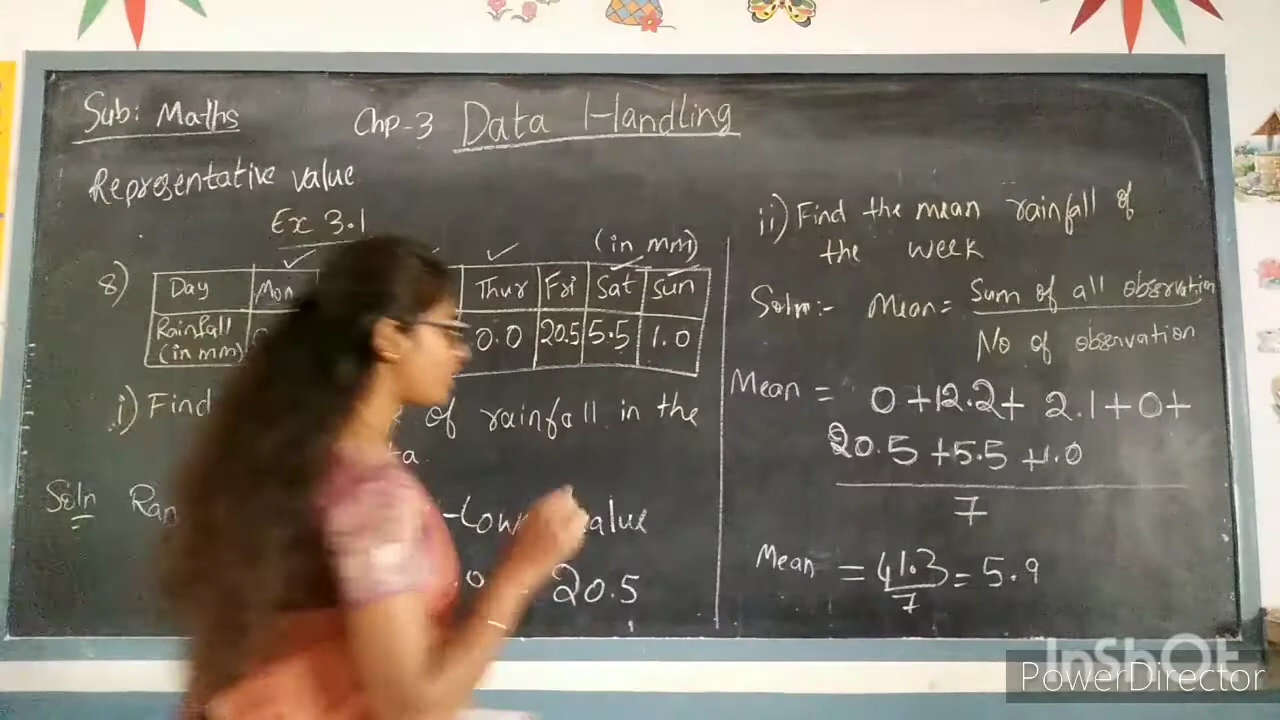 Sub: Maths
Chp-3 Data Handling
Representative value
Ex 3.1
(in mm)
8) Day Mon Thur Fri Sat Sun
Rainfall (in mm) 0.0 20.5 5.5 1.0
i) Find of rainfall in the
Soln
value
20.5
ii) Find the mean rainfall of
the week
Soln:- Mean = Sum of all observation
No of observation
Mean = 0 + 12.2 + 2.1 + 0 +
20.5 + 5.5 + 1.0
7
Mean = 41.3 = 5.9
7
InShOt
PowerDirector